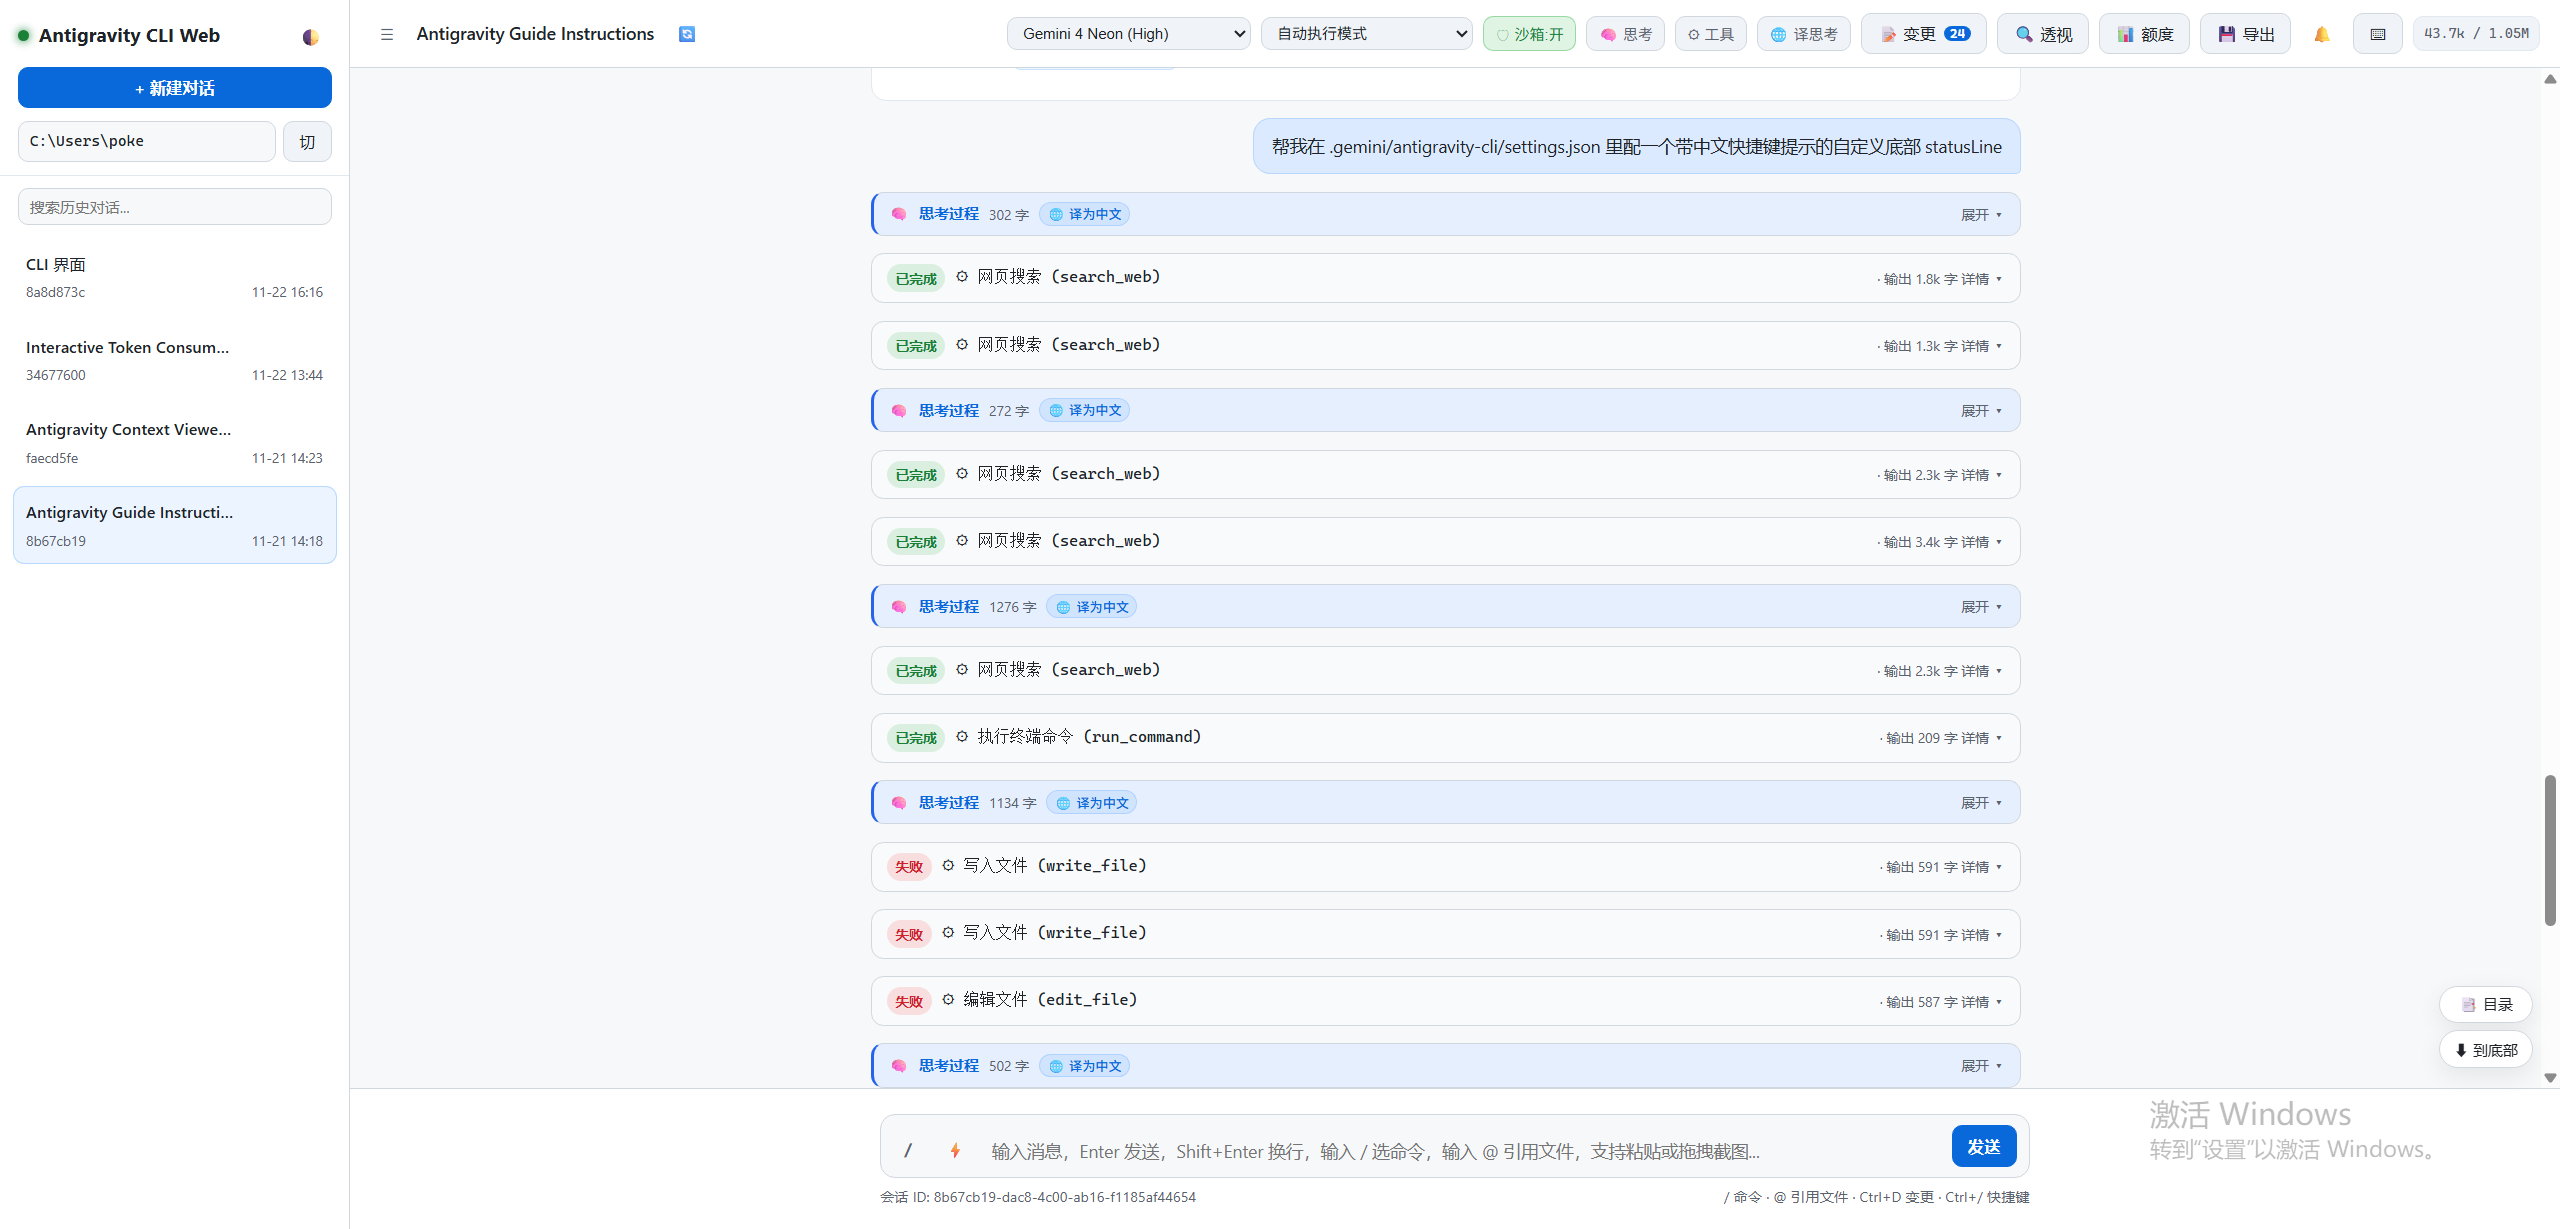 Antigravity CLI Web
+ 新建对话
C:\Users\poke
切
搜索历史对话...
CLI 界面
8a8d873c 11-22 16:16
Interactive Token Consum...
34677600 11-22 13:44
Antigravity Context Viewe...
faecd5fe 11-21 14:23
Antigravity Guide Instructi...
8b67cb19 11-21 14:18
☰ Antigravity Guide Instructions
Gemini 4 Neon (High)
自动执行模式
沙箱:开
思考
工具
译思考
变更 24
透视
额度
导出
43.7k / 1.05M
帮我在 .gemini/antigravity-cli/settings.json 里配一个带中文快捷键提示的自定义底部 statusLine
思考过程 302 字 译为中文 展开 ▾
已完成 网页搜索 (search_web) · 输出 1.8k 字 详情 ▾
已完成 网页搜索 (search_web) · 输出 1.3k 字 详情 ▾
思考过程 272 字 译为中文 展开 ▾
已完成 网页搜索 (search_web) · 输出 2.3k 字 详情 ▾
已完成 网页搜索 (search_web) · 输出 3.4k 字 详情 ▾
思考过程 1276 字 译为中文 展开 ▾
已完成 网页搜索 (search_web) · 输出 2.3k 字 详情 ▾
已完成 执行终端命令 (run_command) · 输出 209 字 详情 ▾
思考过程 1134 字 译为中文 展开 ▾
失败 写入文件 (write_file) · 输出 591 字 详情 ▾
失败 写入文件 (write_file) · 输出 591 字 详情 ▾
失败 编辑文件 (edit_file) · 输出 587 字 详情 ▾
思考过程 502 字 译为中文 展开 ▾
目录
到底部
/ 输入消息，Enter 发送，Shift+Enter 换行，输入 / 选命令，输入 @ 引用文件，支持粘贴或拖拽截图...
发送
会话 ID: 8b67cb19-dac8-4c00-ab16-f1185af44654
/ 命令 · @ 引用文件 · Ctrl+D 变更 · Ctrl+/ 快捷键
激活 Windows
转到"设置"以激活 Windows。